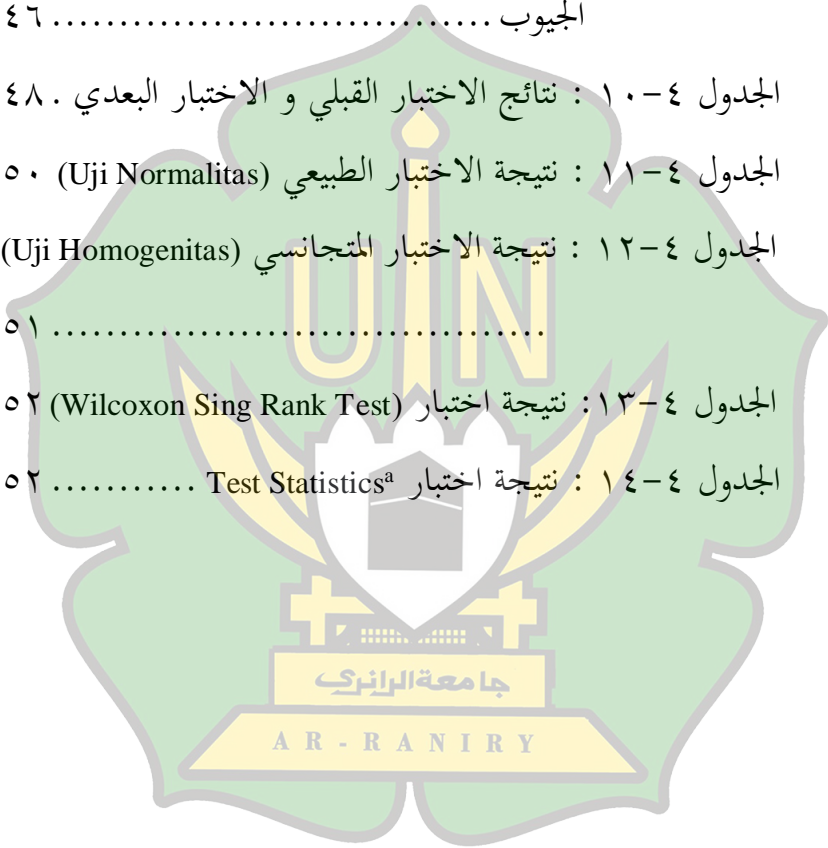 الجيوب ................................. ٤٦
الجدول ٤-١٠ : نتائج الاختبار القبلي و الاختبار البعدي . ٤٨
الجدول ٤-١١ : نتيجة الاختبار الطبيعي (Uji Normalitas) ٥٠
الجدول ٤-١٢ : نتيجة الاختبار المتجانسي (Uji Homogenitas)
..................................... ٥١
الجدول ٤-١٣: نتيجة اختبار (Wilcoxon Sing Rank Test) ٥٢
الجدول ٤-١٤ : نتيجة اختبار Test Statisticsª ........... ٥٢
UIN
جامعةالرانري
AR-RANIRY